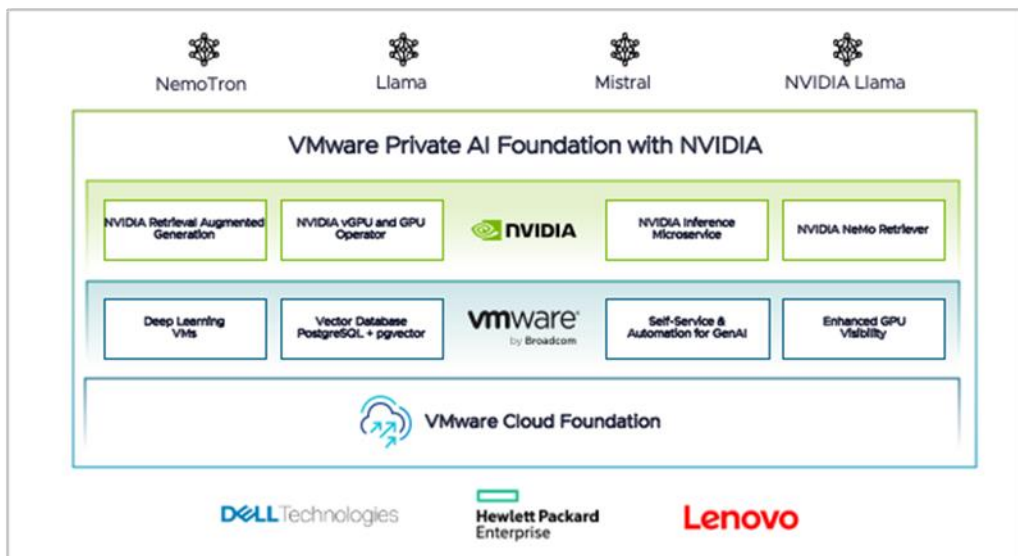 NemoTron
Llama
Mistral
NVIDIA Llama
VMware Private AI Foundation with NVIDIA
NVIDIA Retrieval Augmented
Generation
NVIDIA vGPU and GPU
Operator
NVIDIA
NVIDIA Inference
Microservice
NVIDIA NeMo Retriever
Deep Learning
VMs
Vector Database
PostgreSQL + pgvector
vmware®
by Broadcom
Self-Service &
Automation for GenAI
Enhanced GPU
Visibility
VMware Cloud Foundation
DELL Technologies
Hewlett Packard
Enterprise
Lenovo